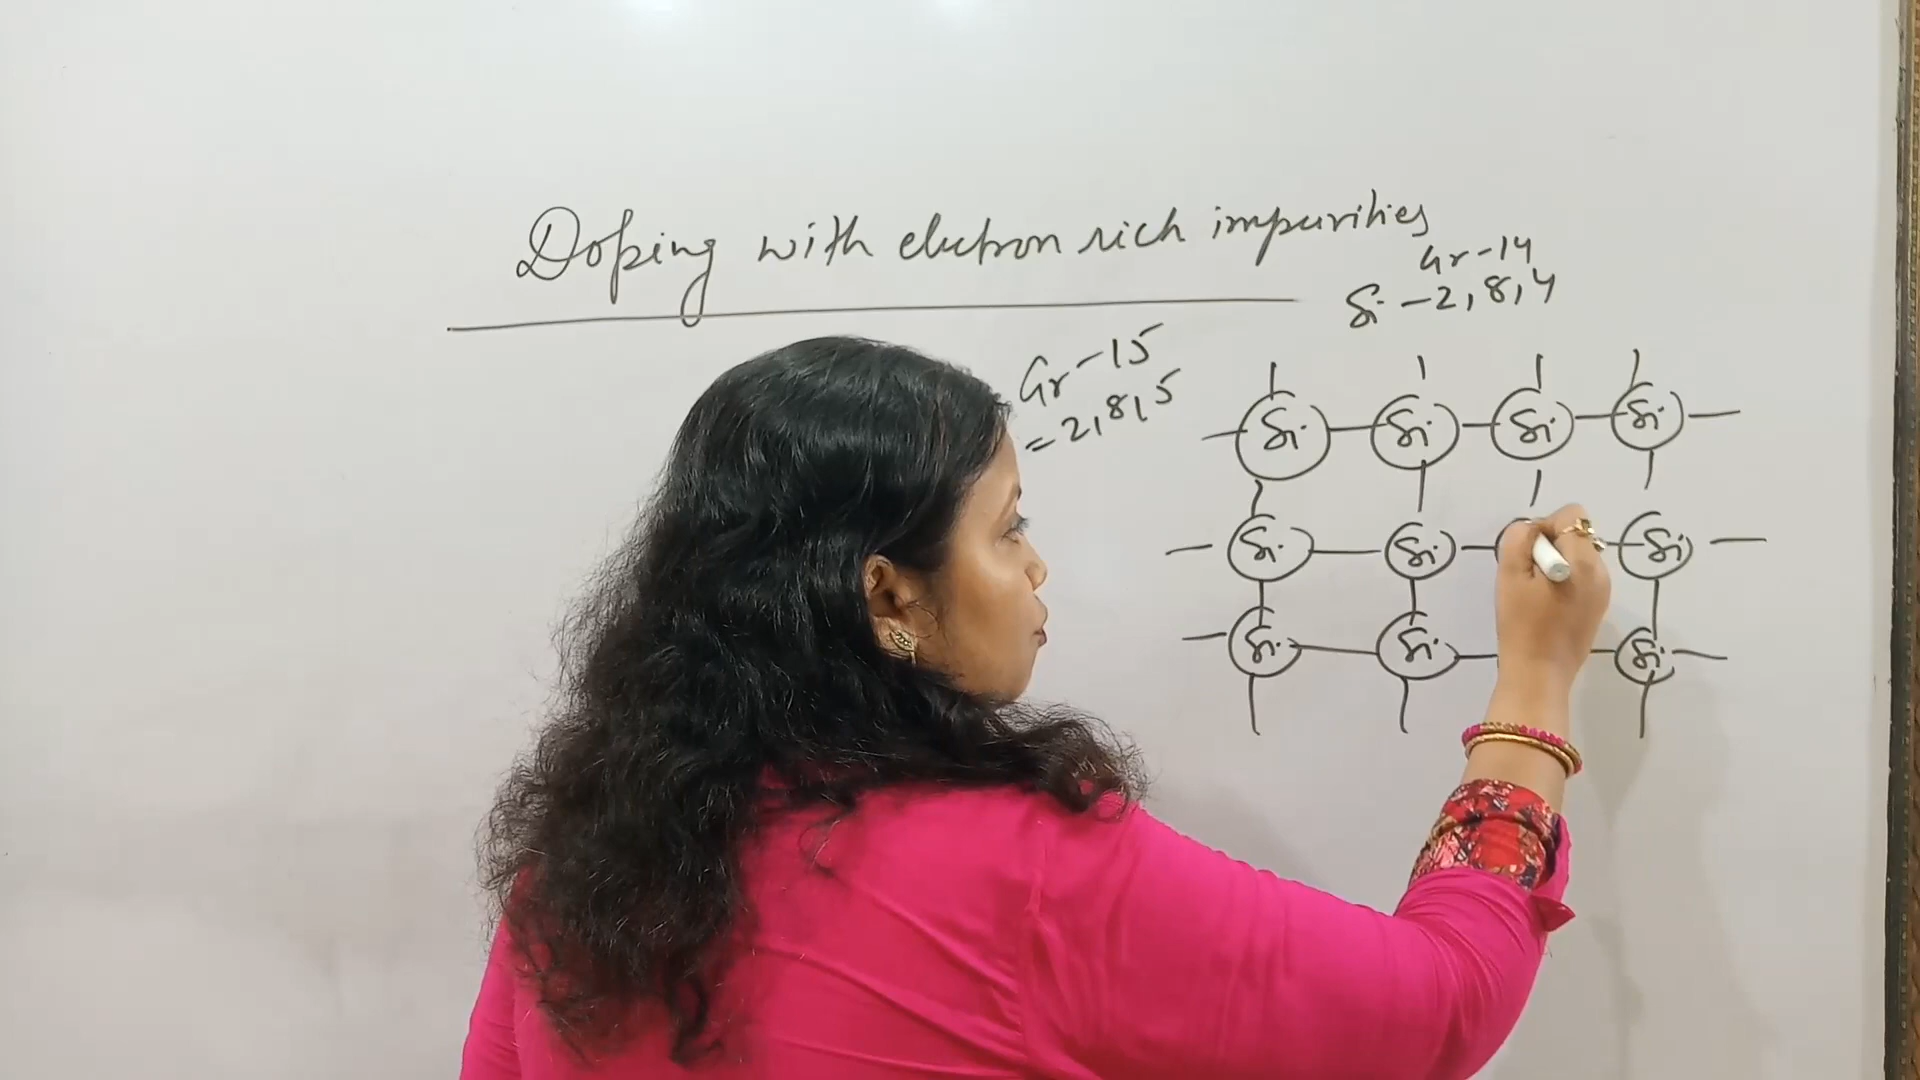 Doping with electron rich impurities
Gr-14
Si-2,8,4
Gr-15
=2,8,5
Si Si Si Si
Si Si Si
Si Si Si